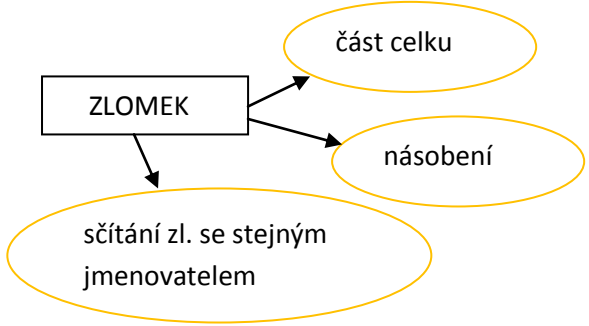 část celku
ZLOMEK
násobení
sčítání zl. se stejným
jmenovatelem